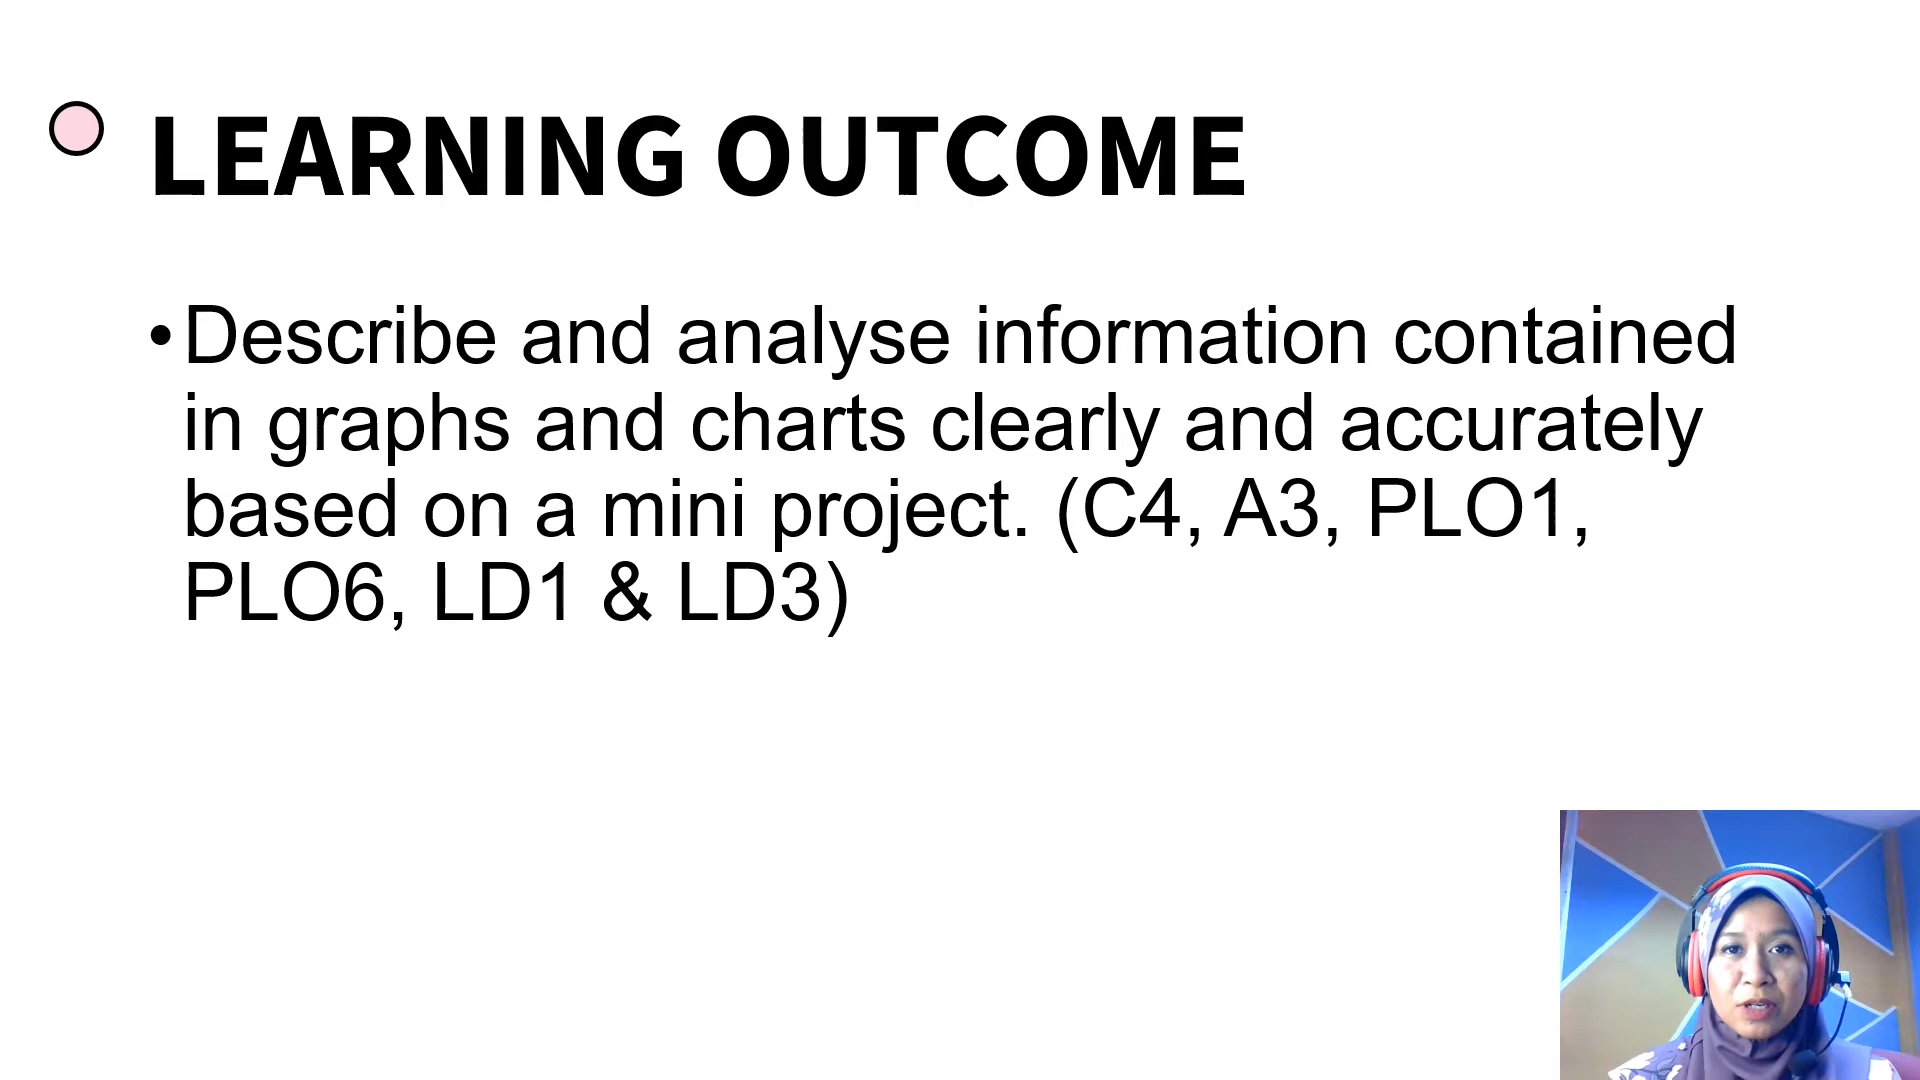 LEARNING OUTCOME
•Describe and analyse information contained
in graphs and charts clearly and accurately
based on a mini project. (C4, A3, PLO1,
PLO6, LD1 & LD3)